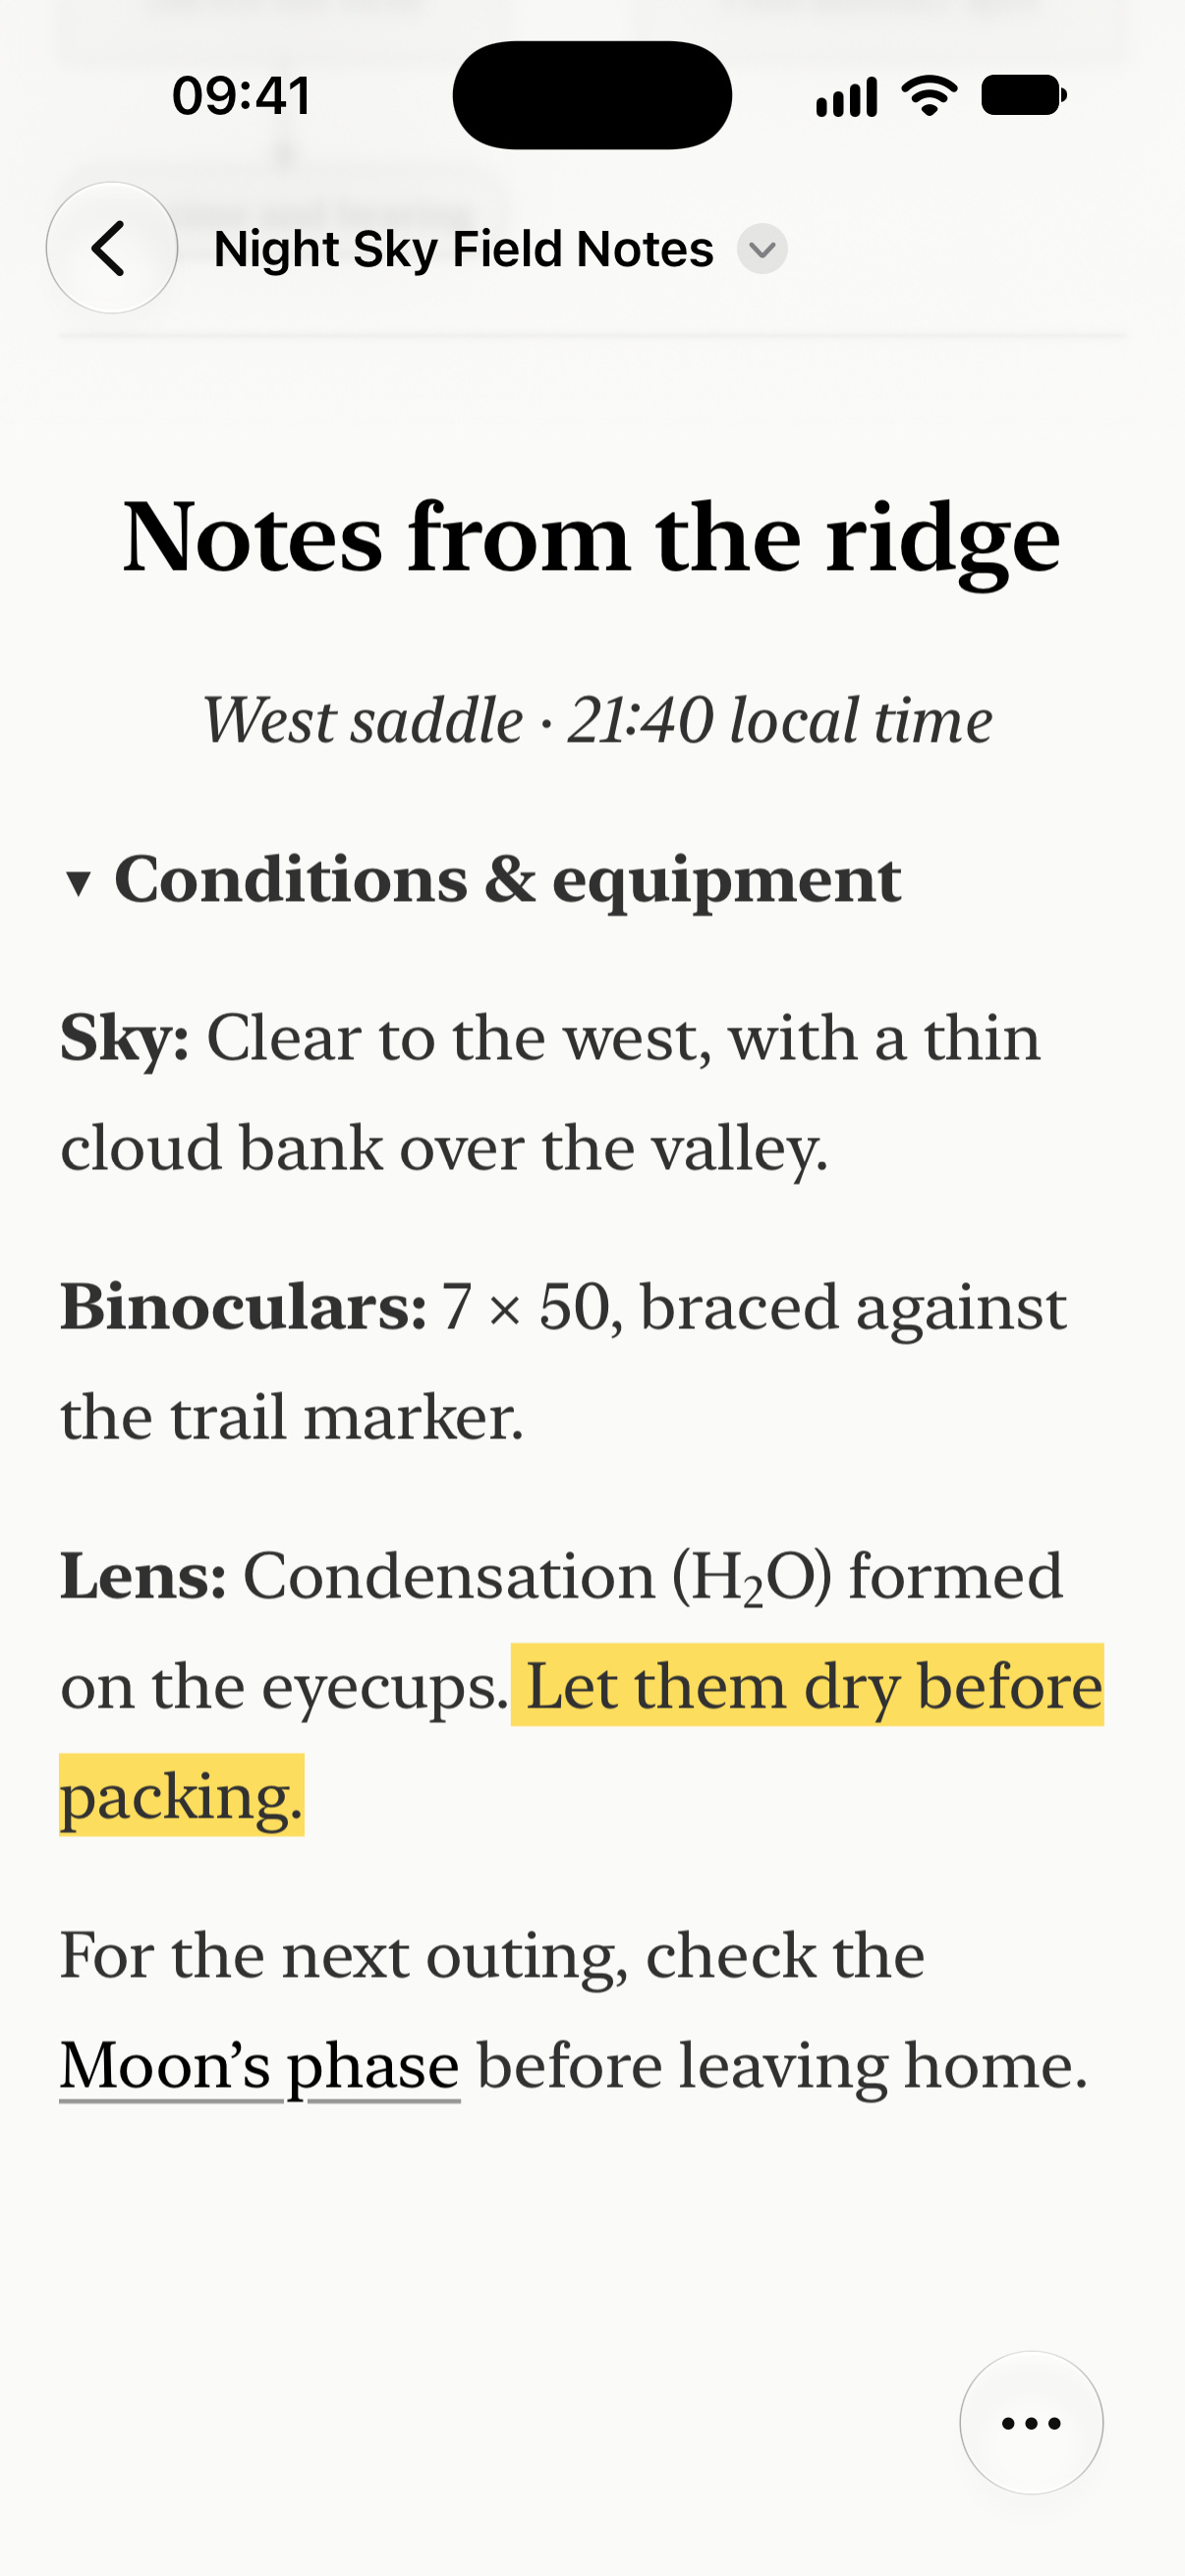 09:41
Night Sky Field Notes
Notes from the ridge
West saddle · 21:40 local time
▼ Conditions & equipment
Sky: Clear to the west, with a thin
cloud bank over the valley.
Binoculars: 7 × 50, braced against
the trail marker.
Lens: Condensation (H₂O) formed
on the eyecups. Let them dry before
packing.
For the next outing, check the
Moon’s phase before leaving home.